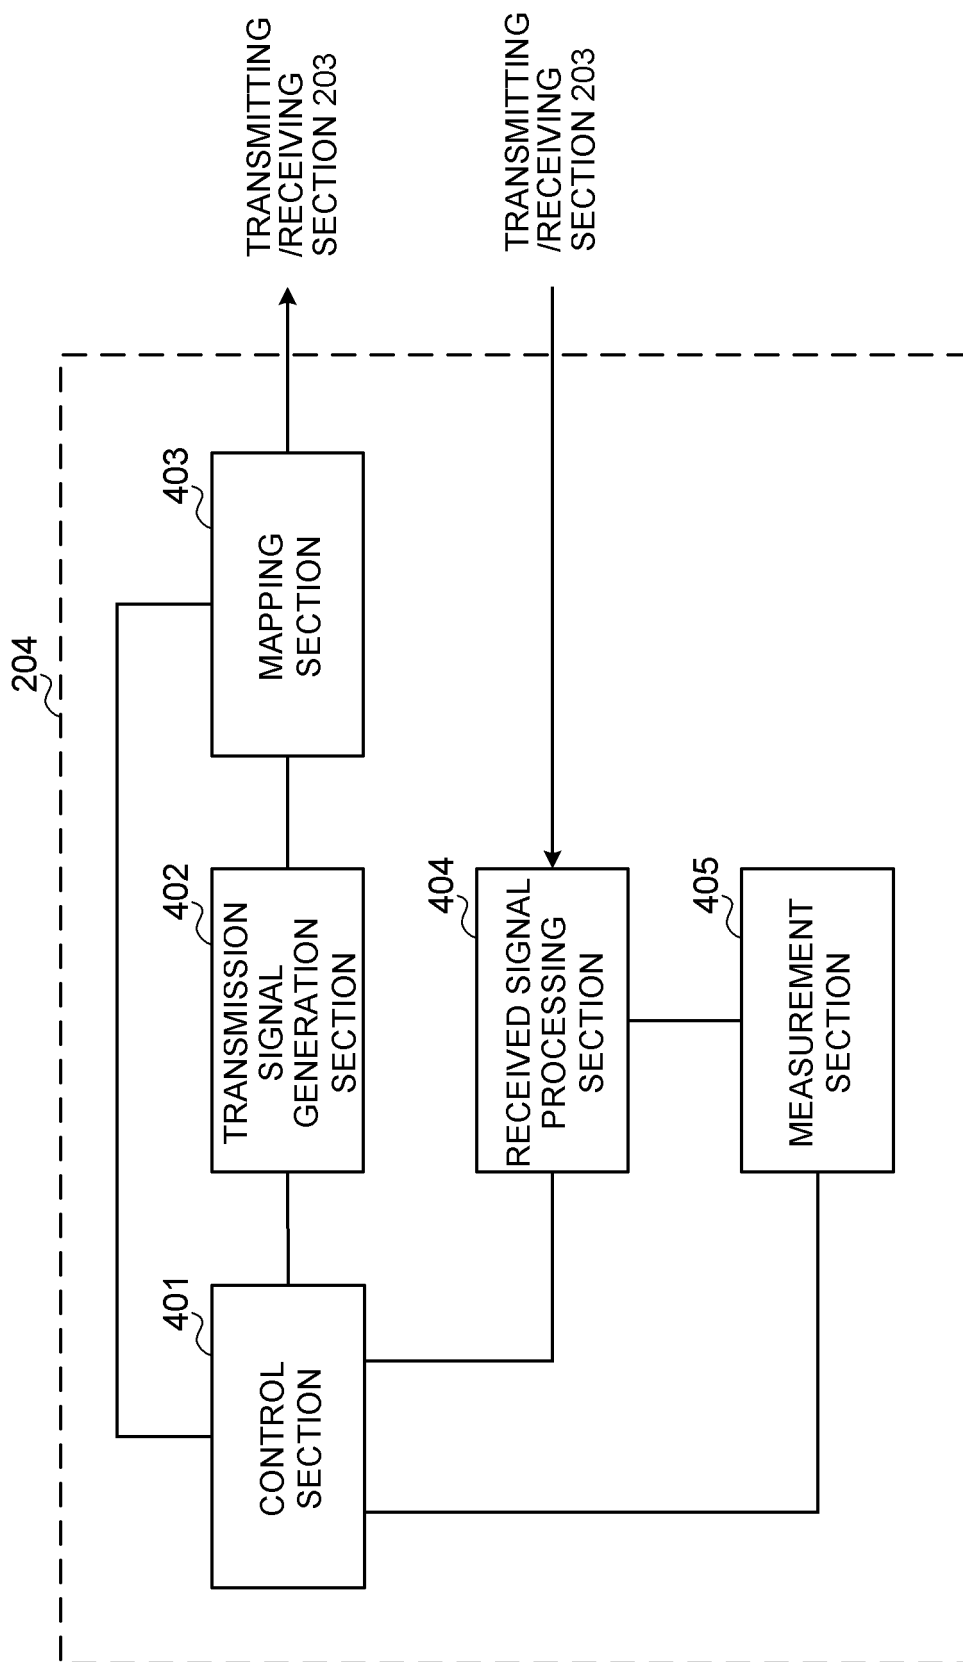 204
401
CONTROL
SECTION
402
TRANSMISSION
SIGNAL
GENERATION
SECTION
403
MAPPING
SECTION
TRANSMITTING
/RECEIVING
SECTION 203
404
RECEIVED SIGNAL
PROCESSING
SECTION
TRANSMITTING
/RECEIVING
SECTION 203
405
MEASUREMENT
SECTION